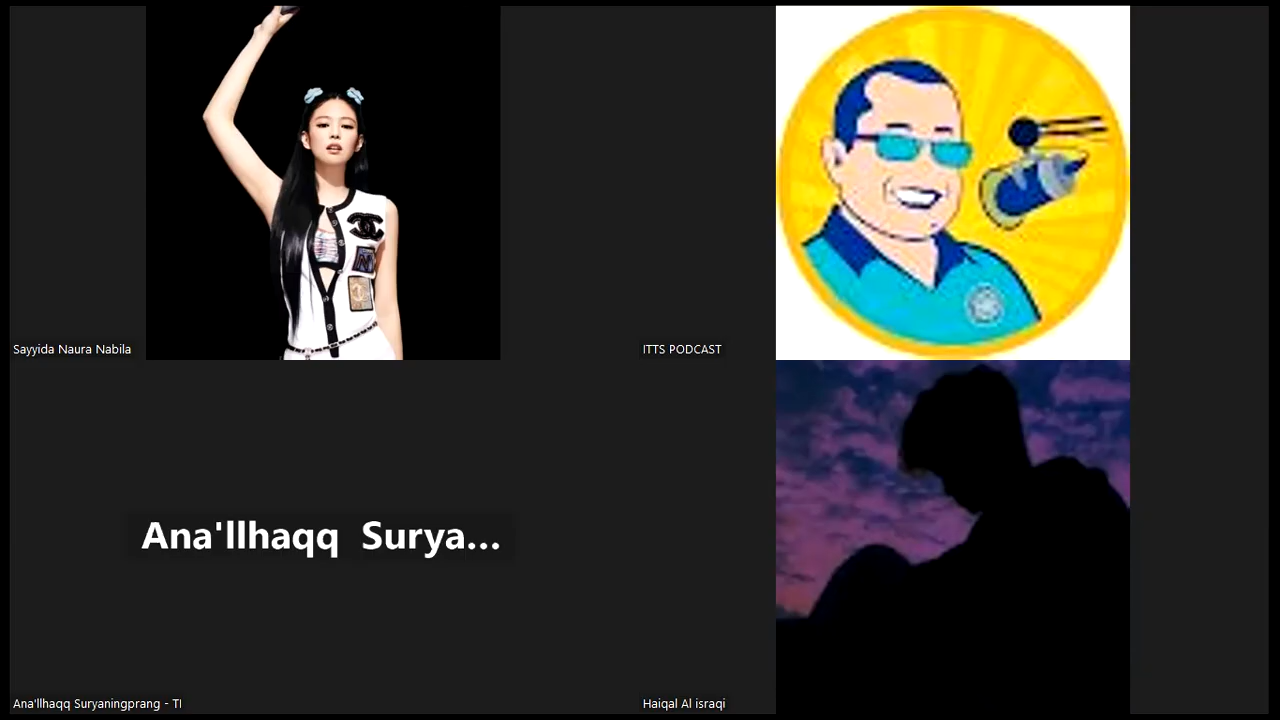 Sayyida Naura Nabila
ITTS PODCAST
Ana'llhaqq Surya...
Ana'llhaqq Suryaningprang - TI
Haiqal Al israqi